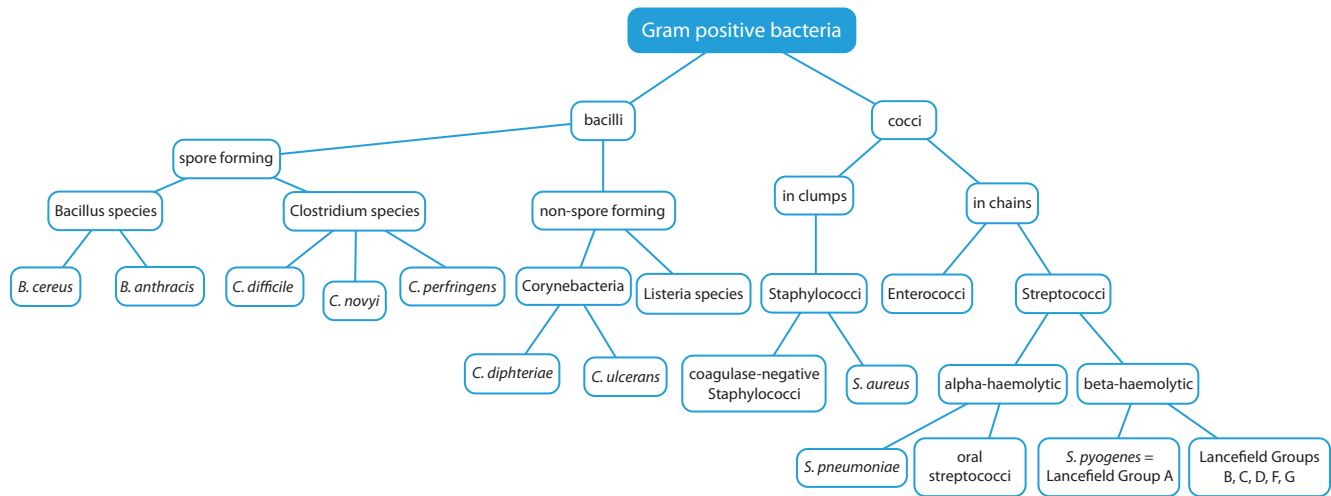 Gram positive bacteria
bacilli
cocci
spore forming
in clumps
in chains
Bacillus species
Clostridium species
non-spore forming
B. cereus
B. anthracis
C. difficile
C. novyi
C. perfringens
Corynebacteria
Listeria species
Staphylococci
Enterococci
Streptococci
C. diphteriae
C. ulcerans
coagulase-negative
Staphylococci
S. aureus
alpha-haemolytic
beta-haemolytic
S. pneumoniae
oral
streptococci
S. pyogenes =
Lancefield Group A
Lancefield Groups
B, C, D, F, G